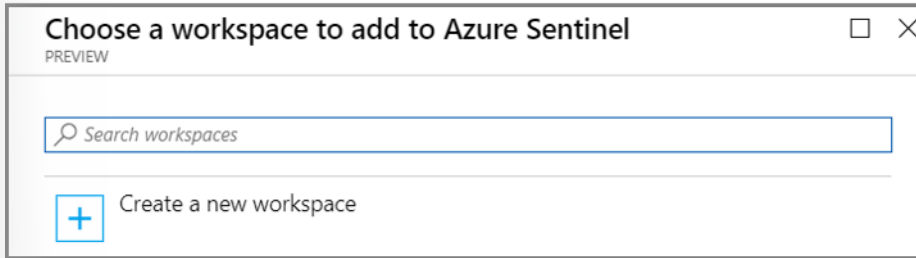 Choose a workspace to add to Azure Sentinel
PREVIEW
Search workspaces
Create a new workspace